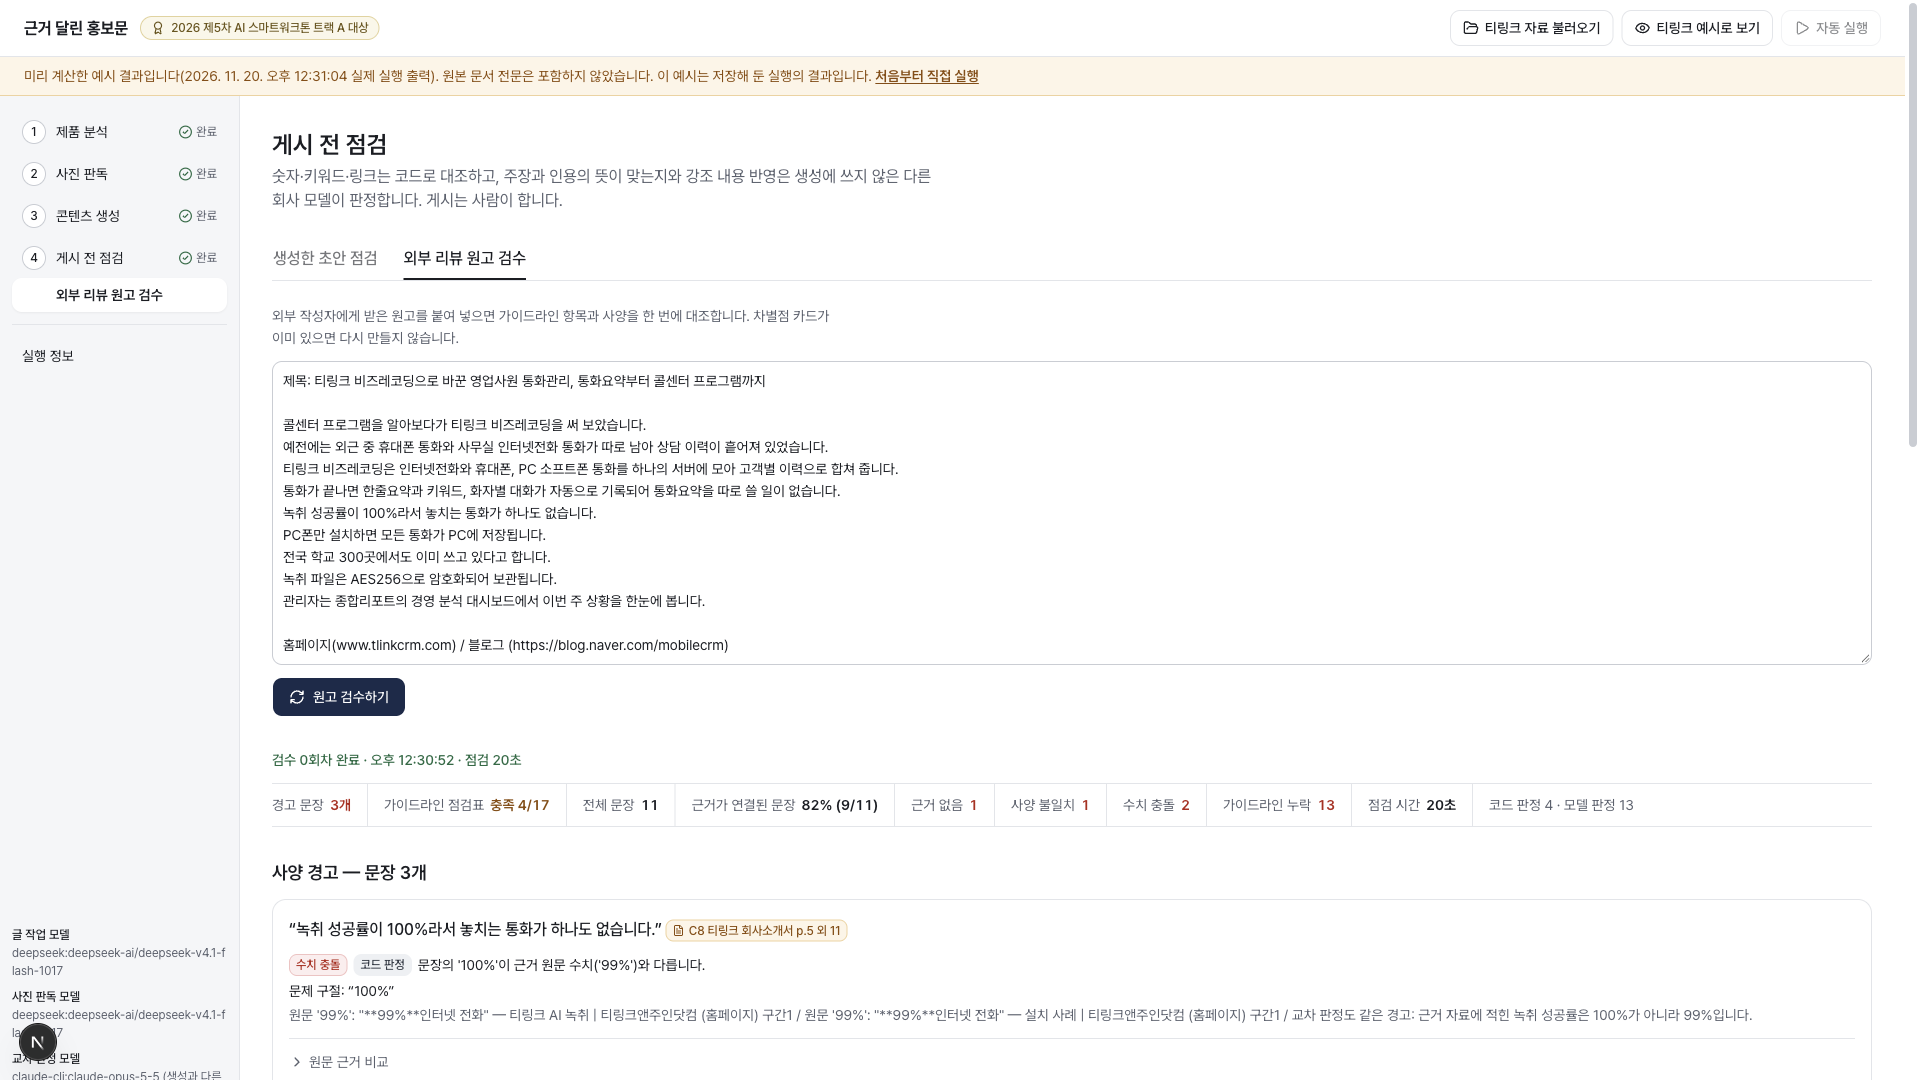 근거 달린 홍보문
2026 제5차 AI 스마트워크톤 트랙 A 대상
티링크 자료 불러오기
티링크 예시로 보기
자동 실행
미리 계산한 예시 결과입니다(2026. 11. 20. 오후 12:31:04 실제 실행 출력). 원본 문서 전문은 포함하지 않았습니다. 이 예시는 저장해 둔 실행의 결과입니다. 처음부터 직접 실행
1 제품 분석 완료
2 사진 판독 완료
3 콘텐츠 생성 완료
4 게시 전 점검 완료
외부 리뷰 원고 검수
실행 정보
글 작업 모델
deepseek:deepseek-ai/deepseek-v4.1-f
lash-1017
사진 판독 모델
deepseek:deepseek-ai/deepseek-v4.1-f
17
모델
claude-cli:claude-opus-5-5 (생성과 다른
게시 전 점검
숫자·키워드·링크는 코드로 대조하고, 주장과 인용의 뜻이 맞는지와 강조 내용 반영은 생성에 쓰지 않은 다른
회사 모델이 판정합니다. 게시는 사람이 합니다.
생성한 초안 점검
외부 리뷰 원고 검수
외부 작성자에게 받은 원고를 붙여 넣으면 가이드라인 항목과 사양을 한 번에 대조합니다. 차별점 카드가
이미 있으면 다시 만들지 않습니다.
제목: 티링크 비즈레코딩으로 바꾼 영업사원 통화관리, 통화요약부터 콜센터 프로그램까지
콜센터 프로그램을 알아보다가 티링크 비즈레코딩을 써 보았습니다.
예전에는 외근 중 휴대폰 통화와 사무실 인터넷전화 통화가 따로 남아 상담 이력이 흩어져 있었습니다.
티링크 비즈레코딩은 인터넷전화와 휴대폰, PC 소프트폰 통화를 하나의 서버에 모아 고객별 이력으로 합쳐 줍니다.
통화가 끝나면 한줄요약과 키워드, 화자별 대화가 자동으로 기록되어 통화요약을 따로 쓸 일이 없습니다.
녹취 성공률이 100%라서 놓치는 통화가 하나도 없습니다.
PC폰만 설치하면 모든 통화가 PC에 저장됩니다.
전국 학교 300곳에서도 이미 쓰고 있다고 합니다.
녹취 파일은 AES256으로 암호화되어 보관됩니다.
관리자는 종합리포트의 경영 분석 대시보드에서 이번 주 상황을 한눈에 봅니다.
홈페이지(www.tlinkcrm.com) / 블로그 (https://blog.naver.com/mobilecrm)
원고 검수하기
검수 0회차 완료 · 오후 12:30:52 · 점검 20초
경고 문장 3개
가이드라인 점검표 충족 4/17
전체 문장 11
근거가 연결된 문장 82% (9/11)
근거 없음 1
사양 불일치 1
수치 충돌 2
가이드라인 누락 13
점검 시간 20초
코드 판정 4 · 모델 판정 13
사양 경고 — 문장 3개
“녹취 성공률이 100%라서 놓치는 통화가 하나도 없습니다.” C8 티링크 회사소개서 p.5 외 11
수치 충돌 코드 판정 문장의 '100%'이 근거 원문 수치('99%')와 다릅니다.
문제 구절: “100%”
원문 '99%': "**99%**인터넷 전화" — 티링크 AI 녹취 | 티링크앤주인닷컴 (홈페이지) 구간1 / 원문 '99%': "**99%**인터넷 전화" — 설치 사례 | 티링크앤주인닷컴 (홈페이지) 구간1 / 교차 판정도 같은 경고: 근거 자료에 적힌 녹취 성공률은 100%가 아니라 99%입니다.
원문 근거 비교